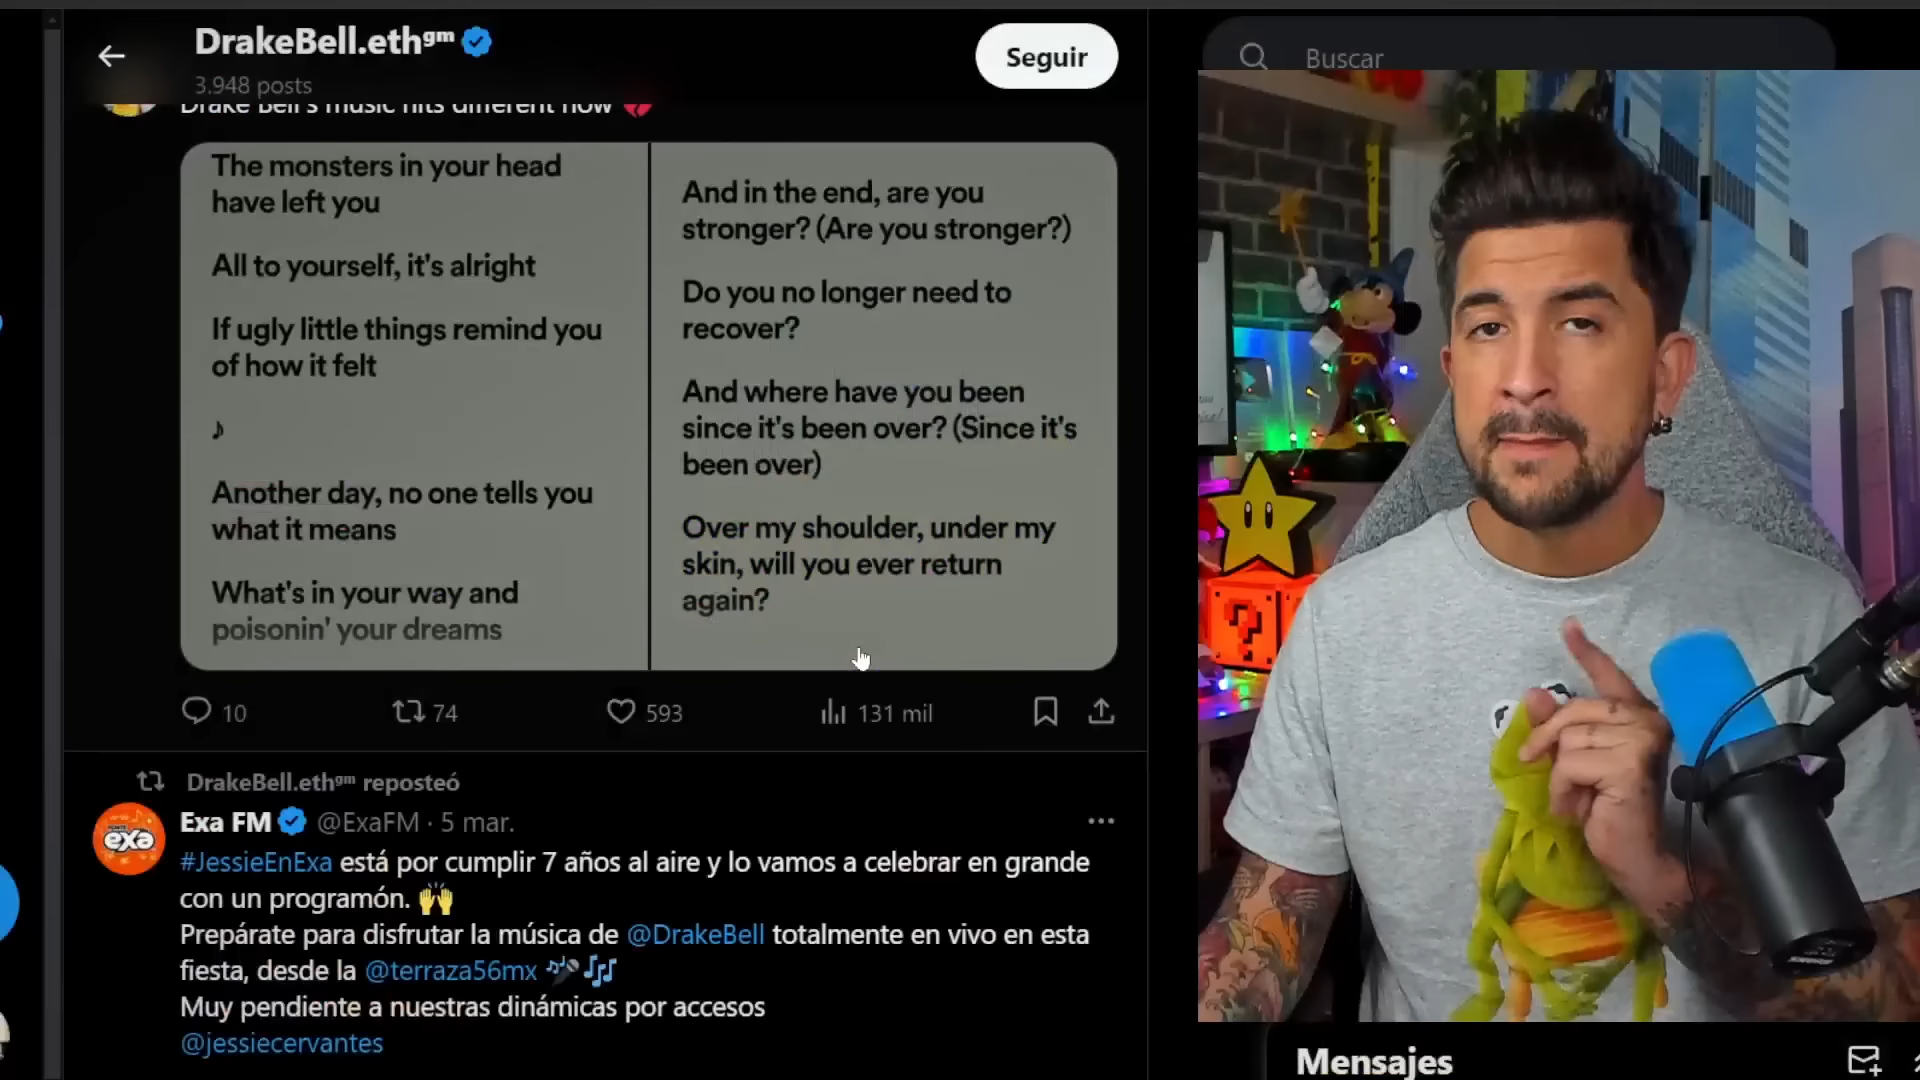 DrakeBell.ethᵍᵐ
3.948 posts
Seguir
Buscar
Drake Bell's music hits different now
The monsters in your head
have left you
All to yourself, it's alright
If ugly little things remind you
of how it felt
♪
Another day, no one tells you
what it means
What's in your way and
poisonin' your dreams
And in the end, are you
stronger? (Are you stronger?)
Do you no longer need to
recover?
And where have you been
since it's been over? (Since it's
been over)
Over my shoulder, under my
skin, will you ever return
again?
10 74 593 131 mil
DrakeBell.ethᵍᵐ reposteó
Exa FM @ExaFM · 5 mar.
exa
#JessieEnExa está por cumplir 7 años al aire y lo vamos a celebrar en grande
con un programón. 🙌
Prepárate para disfrutar la música de @DrakeBell totalmente en vivo en esta
fiesta, desde la @terraza56mx 🎤🎶
Muy pendiente a nuestras dinámicas por accesos
@jessiecervantes
Mensajes